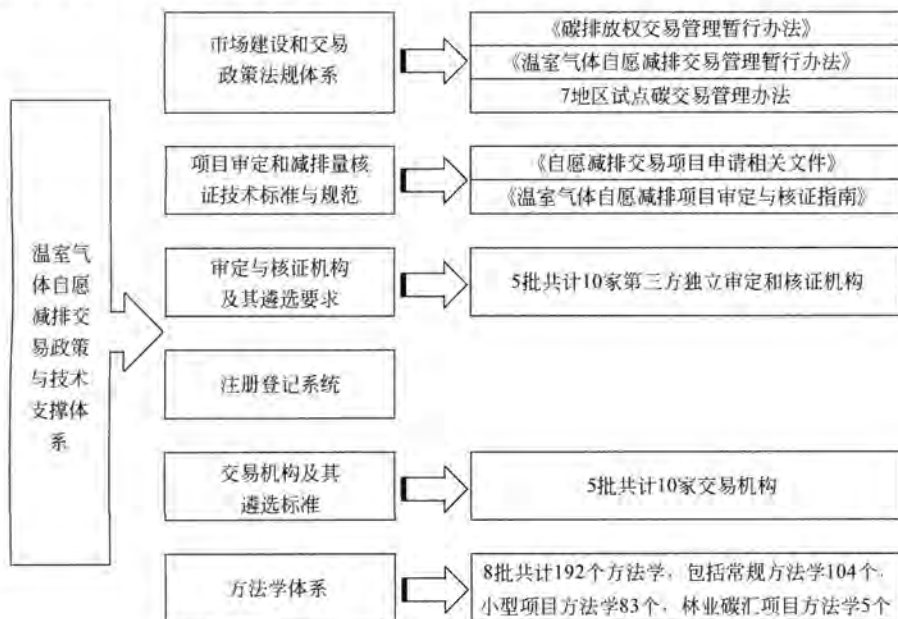 温室气
体自愿
减排交
易政策
与技术
支撑体
系
市场建设和交易
政策法规体系
《碳排放权交易管理暂行办法》
《温室气体自愿减排交易管理暂行办法》
7地区试点碳交易管理办法
项目审定和减排量核
证技术标准与规范
《自愿减排交易项目申请相关文件》
《温室气体自愿减排项目审定与核证指南》
审定与核证机构
及其遴选要求
5批共计10家第三方独立审定和核证机构
注册登记系统
交易机构及其
遴选标准
5批共计10家交易机构
方法学体系
8批共计192个方法学，包括常规方法学104个，
小型项目方法学83个，林业碳汇项目方法学5个